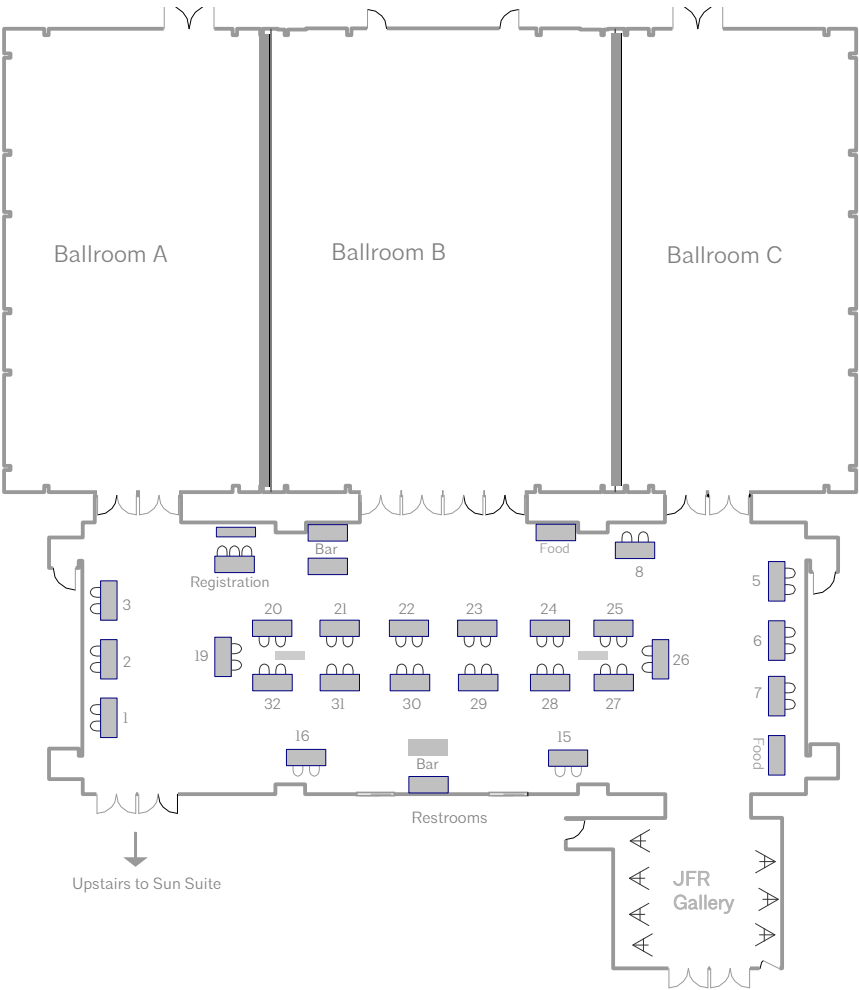 Ballroom A
Ballroom B
Ballroom C
Bar
Food
Registration
8
5
3
20
21
22
23
24
25
6
19
2
26
7
1
32
31
30
29
28
27
16
15
Food
Bar
Restrooms
Upstairs to Sun Suite
JFR
Gallery